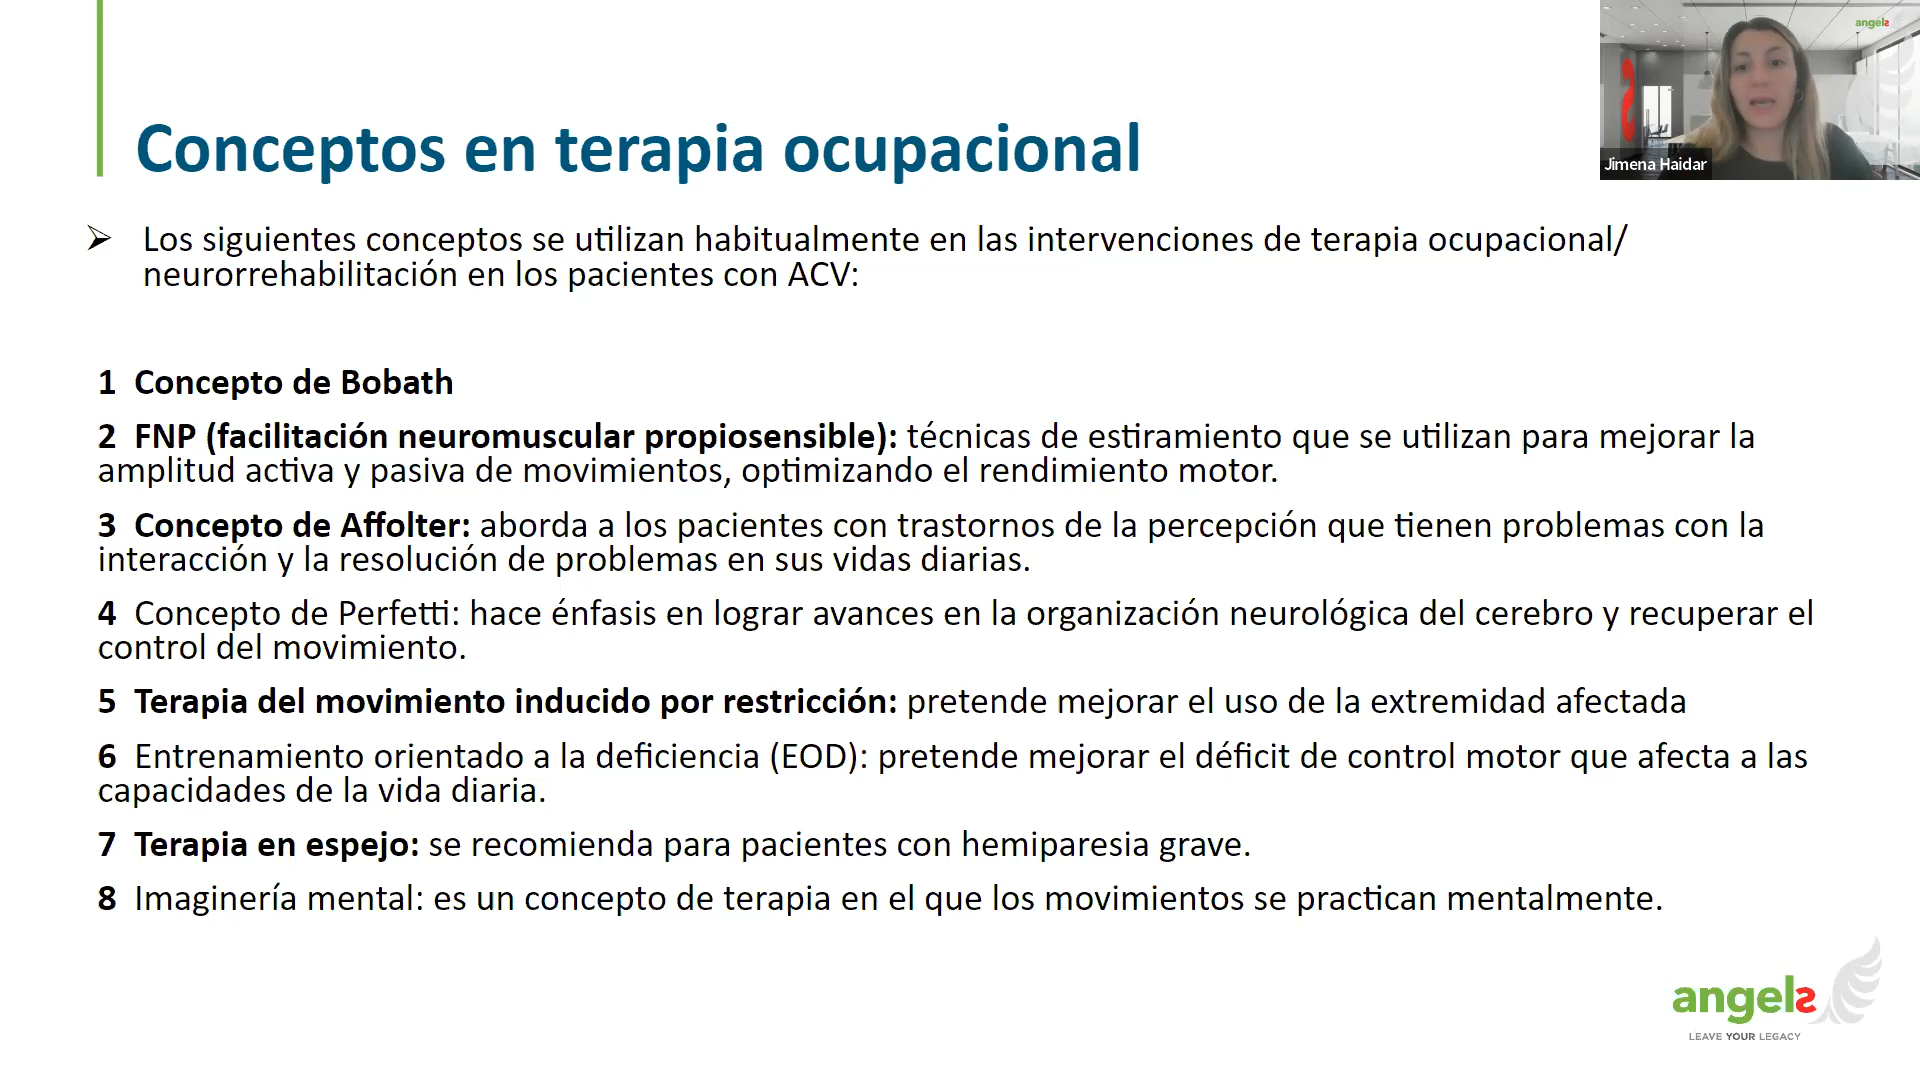 angels
Jimena Haidar
Conceptos en terapia ocupacional
Los siguientes conceptos se utilizan habitualmente en las intervenciones de terapia ocupacional/
neurorrehabilitación en los pacientes con ACV:
1 Concepto de Bobath
2 FNP (facilitación neuromuscular propiosensible): técnicas de estiramiento que se utilizan para mejorar la
amplitud activa y pasiva de movimientos, optimizando el rendimiento motor.
3 Concepto de Affolter: aborda a los pacientes con trastornos de la percepción que tienen problemas con la
interacción y la resolución de problemas en sus vidas diarias.
4 Concepto de Perfetti: hace énfasis en lograr avances en la organización neurológica del cerebro y recuperar el
control del movimiento.
5 Terapia del movimiento inducido por restricción: pretende mejorar el uso de la extremidad afectada
6 Entrenamiento orientado a la deficiencia (EOD): pretende mejorar el déficit de control motor que afecta a las
capacidades de la vida diaria.
7 Terapia en espejo: se recomienda para pacientes con hemiparesia grave.
8 Imaginería mental: es un concepto de terapia en el que los movimientos se practican mentalmente.
angels
LEAVE YOUR LEGACY